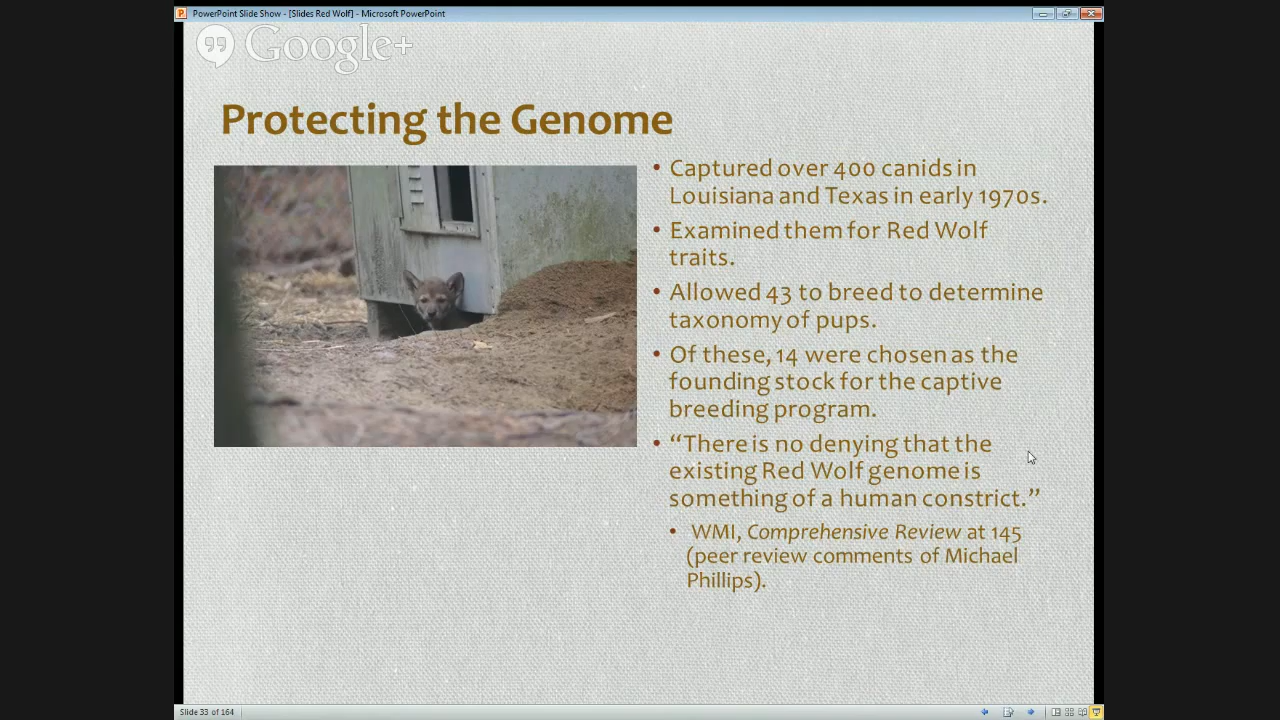 PowerPoint Slide Show - [Slides Red Wolf] - Microsoft PowerPoint
Google+
Protecting the Genome
• Captured over 400 canids in
Louisiana and Texas in early 1970s.
• Examined them for Red Wolf
traits.
• Allowed 43 to breed to determine
taxonomy of pups.
• Of these, 14 were chosen as the
founding stock for the captive
breeding program.
• “There is no denying that the
existing Red Wolf genome is
something of a human constrict.”
• WMI, Comprehensive Review at 145
(peer review comments of Michael
Phillips).
Slide 33 of 164